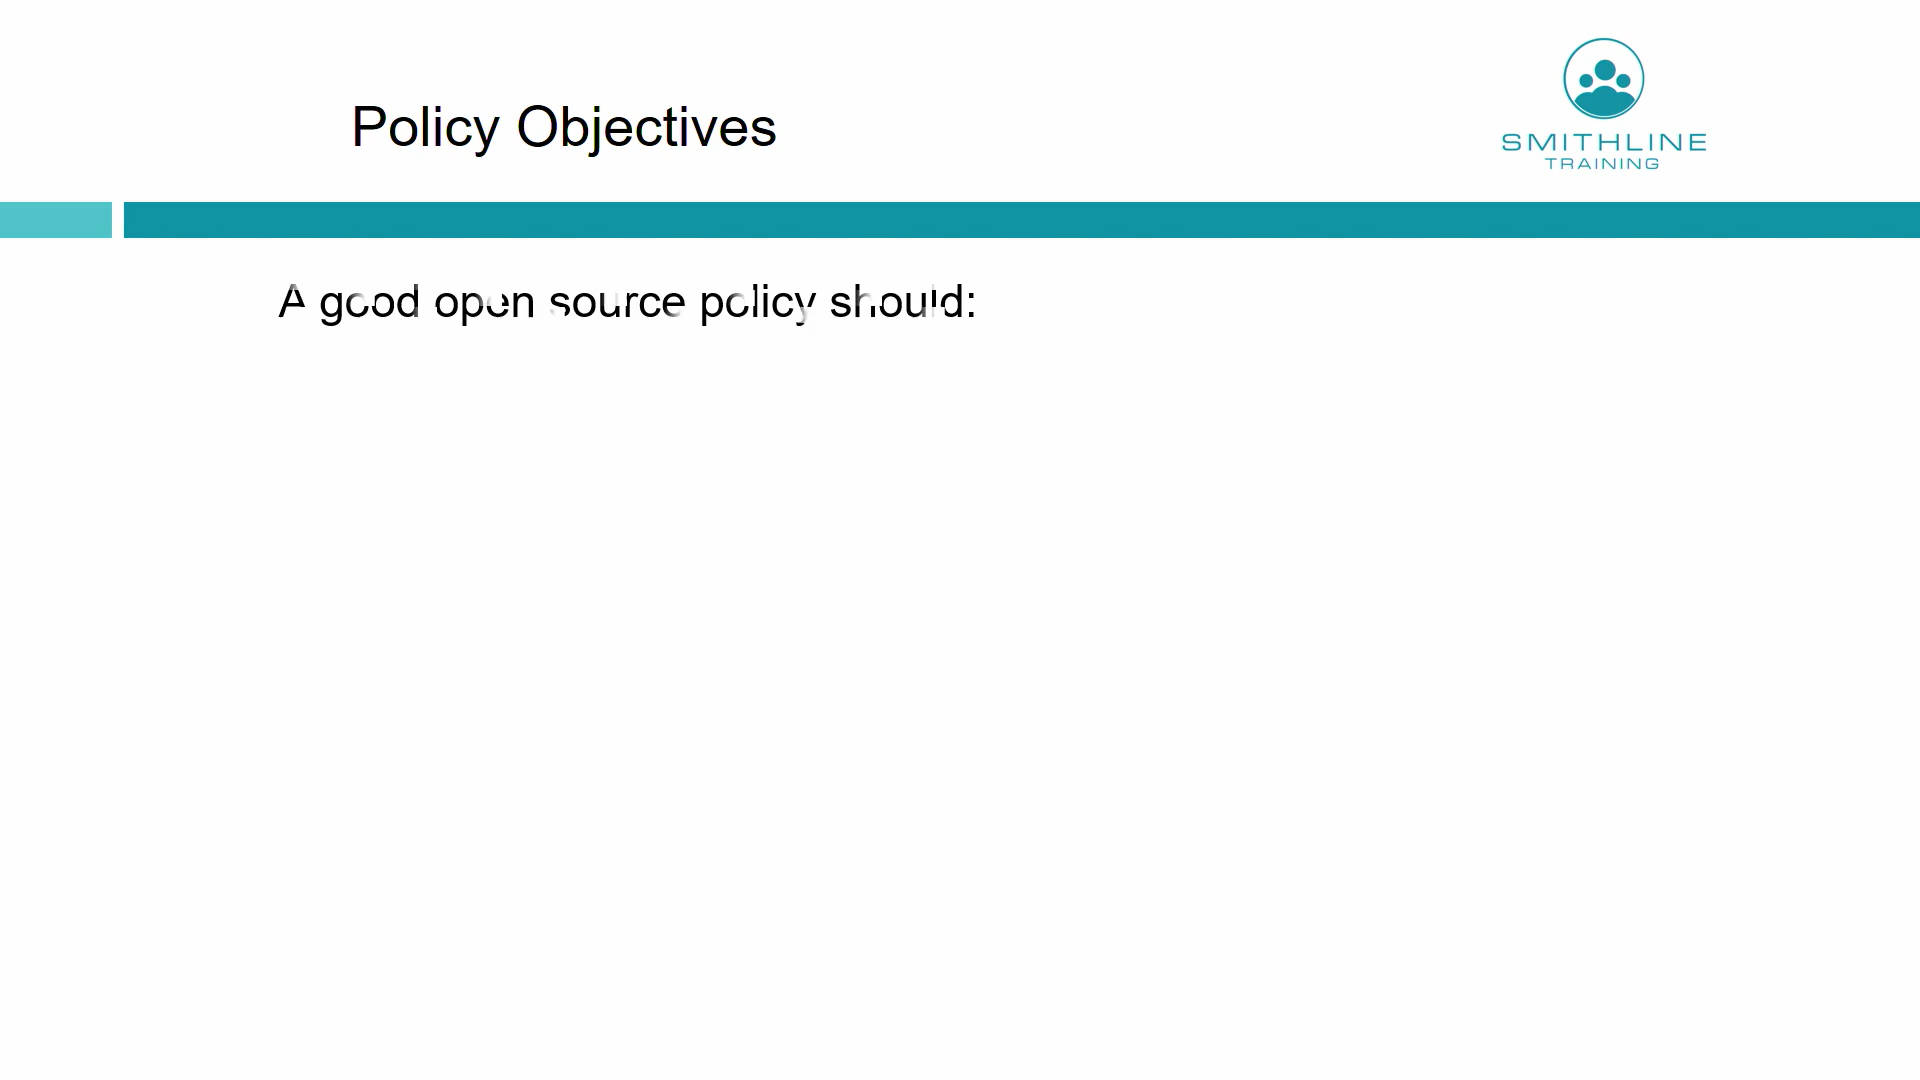 Policy Objectives
SMITHLINE
TRAINING
A good open source policy should: